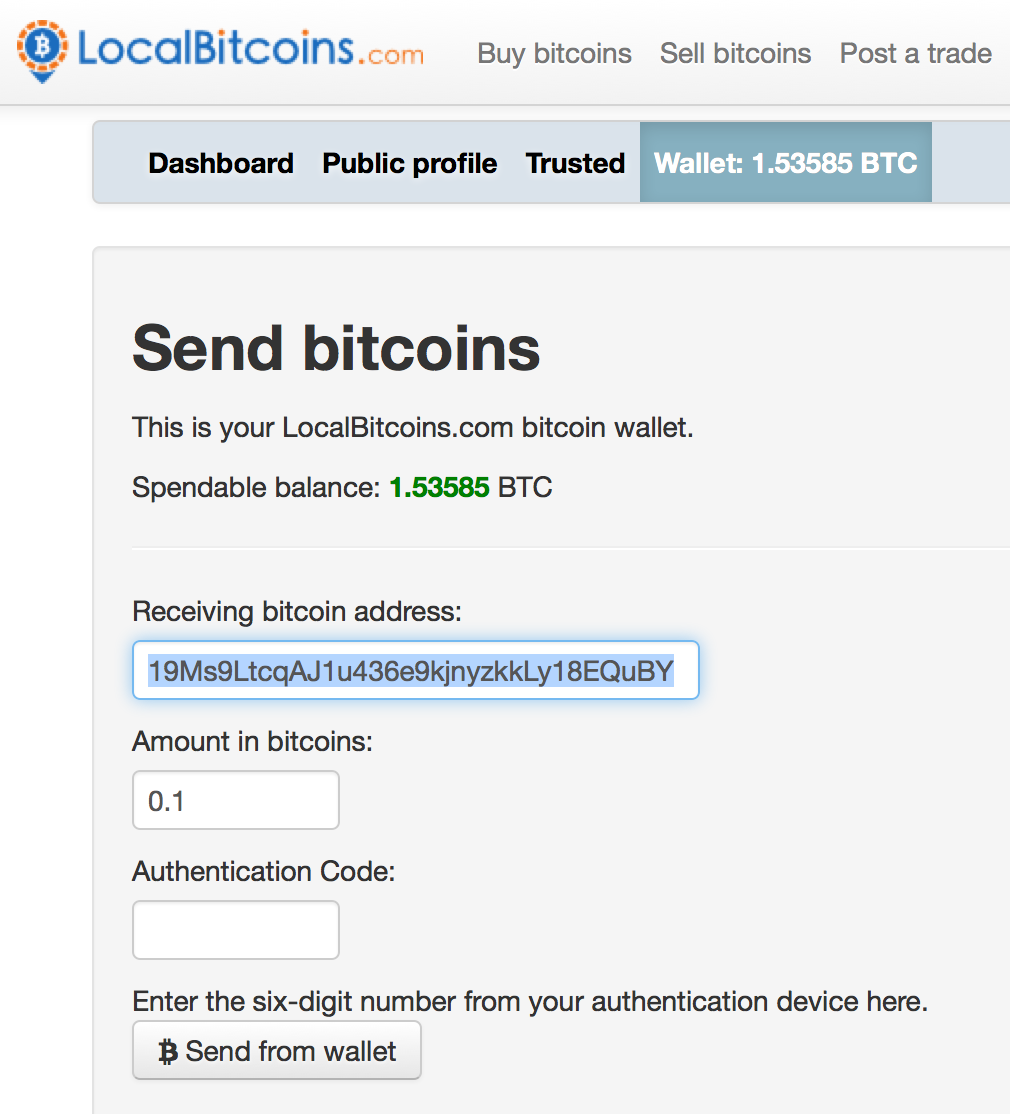 LocalBitcoins.com Buy bitcoins Sell bitcoins Post a trade
Dashboard Public profile Trusted Wallet: 1.53585 BTC
Send bitcoins
This is your LocalBitcoins.com bitcoin wallet.
Spendable balance: 1.53585 BTC
Receiving bitcoin address:
19Ms9LtcqAJ1u436e9kjnyzkkLy18EQuBY
Amount in bitcoins:
0.1
Authentication Code:
Enter the six-digit number from your authentication device here.
Send from wallet